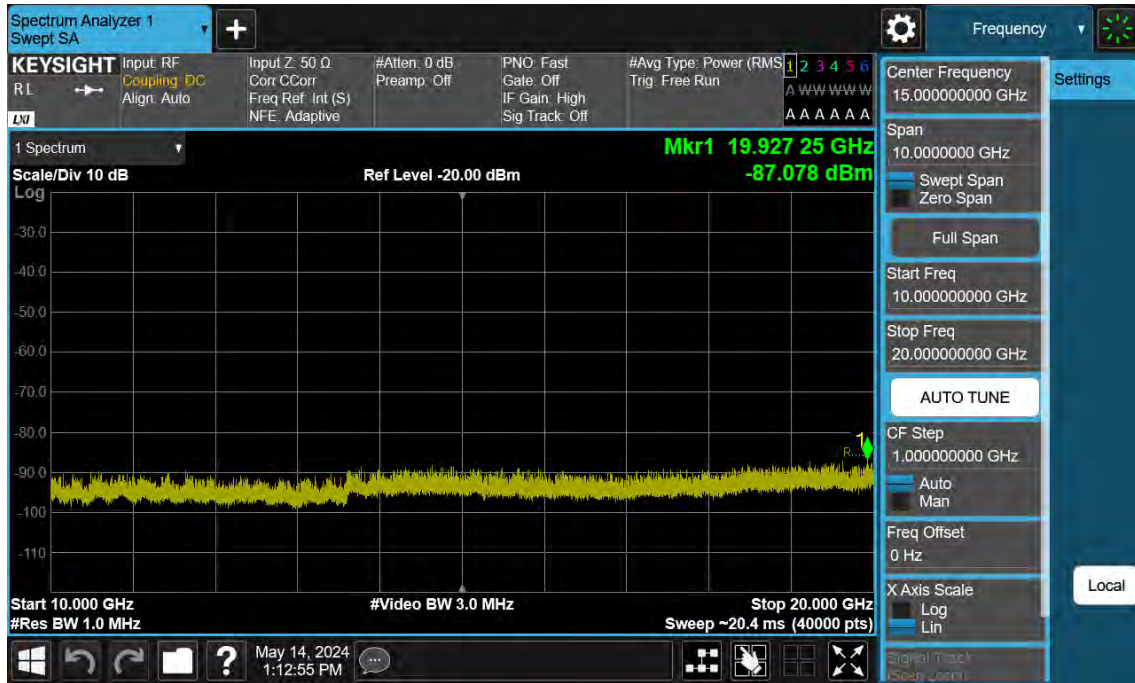 Spectrum Analyzer 1
Swept SA
Frequency
KEYSIGHT
R L
LXI
Input: RF
Coupling: DC
Align: Auto
Input Z: 50 Ω
Corr CCorr
Freq Ref: Int (S)
NFE: Adaptive
#Atten: 0 dB
Preamp: Off
PNO: Fast
Gate: Off
IF Gain: High
Sig Track: Off
#Avg Type: Power (RMS
Trig: Free Run
1 2 3 4 5 6
A W W W W W
A A A A A A
1 Spectrum
Scale/Div 10 dB
Ref Level -20.00 dBm
Mkr1 19.927 25 GHz
-87.078 dBm
Log
-30.0
-40.0
-50.0
-60.0
-70.0
-80.0
-90.0
-100
-110
1
R...
Start 10.000 GHz
#Video BW 3.0 MHz
Stop 20.000 GHz
#Res BW 1.0 MHz
Sweep ~20.4 ms (40000 pts)
Center Frequency
15.000000000 GHz
Span
10.0000000 GHz
Swept Span
Zero Span
Full Span
Start Freq
10.000000000 GHz
Stop Freq
20.000000000 GHz
AUTO TUNE
CF Step
1.000000000 GHz
Auto
Man
Freq Offset
0 Hz
X Axis Scale
Log
Lin
Signal Track
(Span Zoom)
Settings
Local
?
May 14, 2024
1:12:55 PM